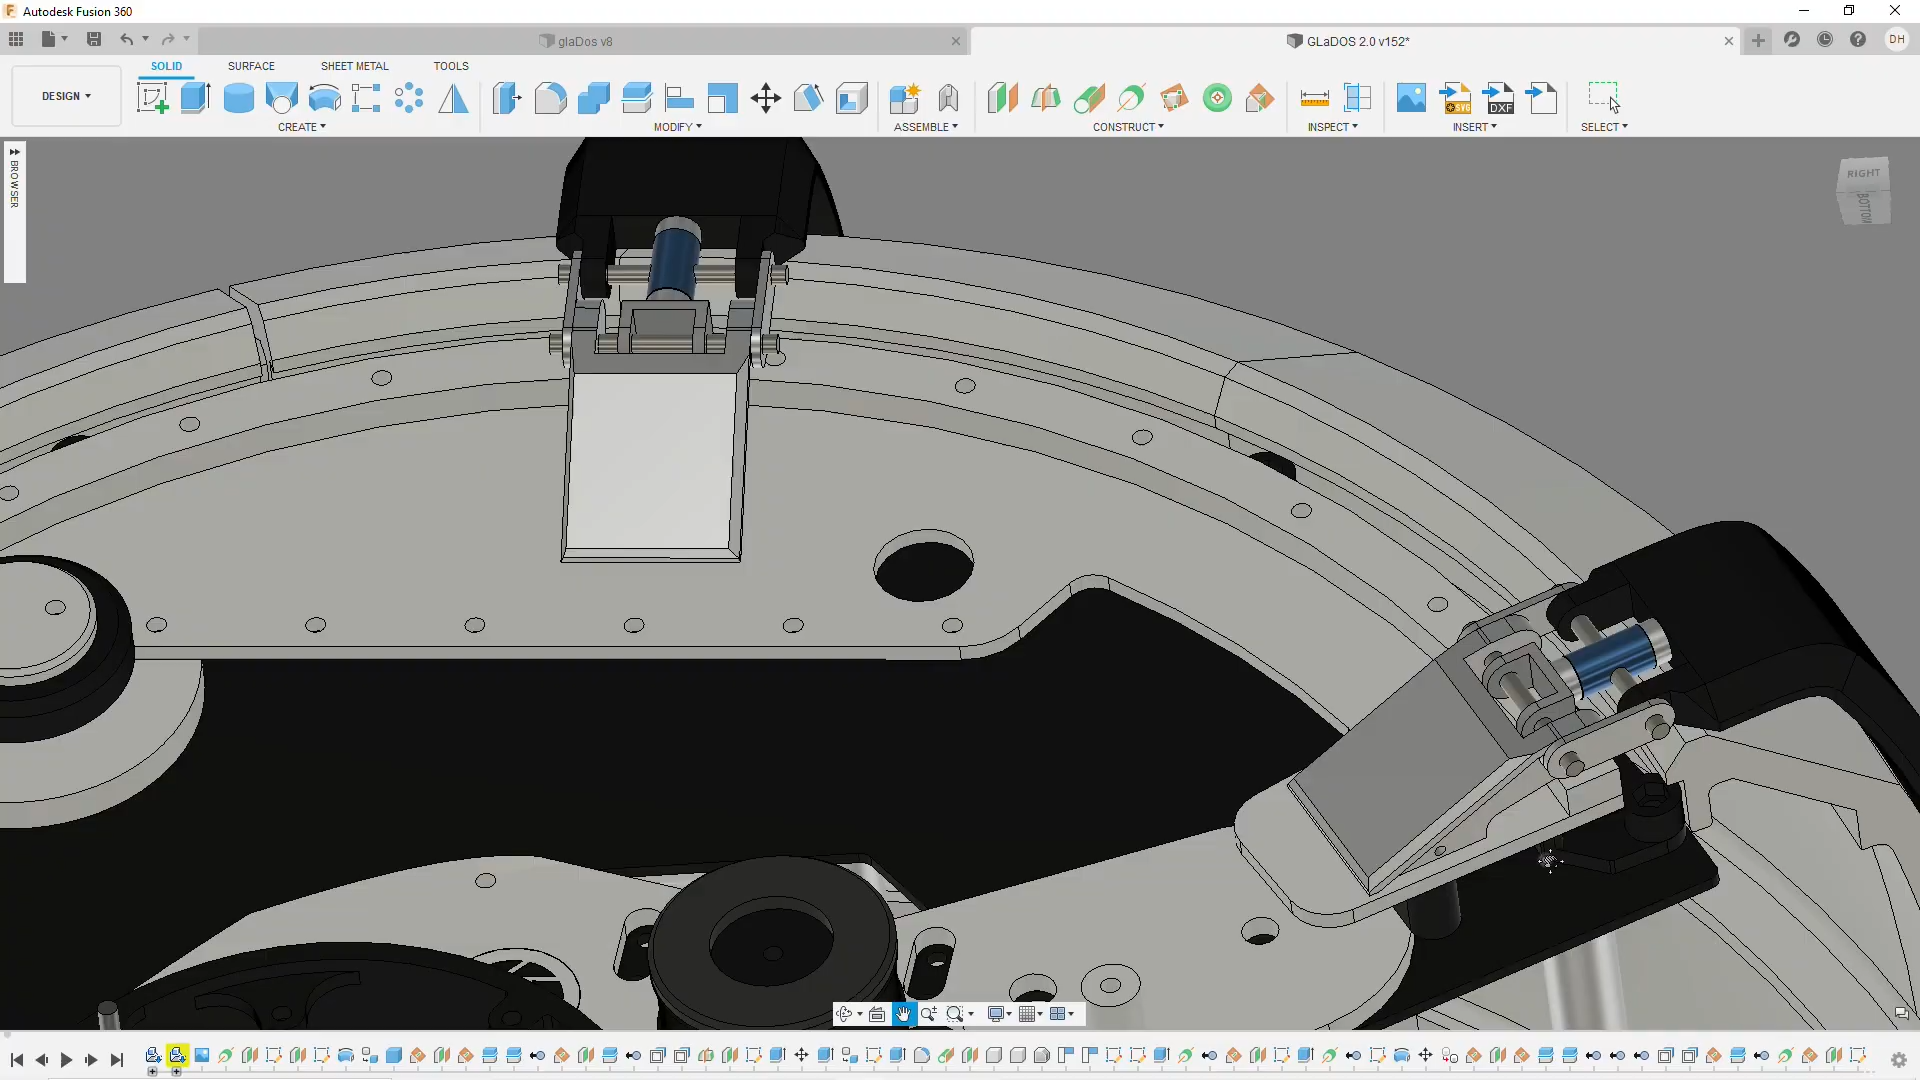 Autodesk Fusion 360
glaDos v8
GLaDOS 2.0 v152*
DH
DESIGN
SOLID
SURFACE
SHEET METAL
TOOLS
CREATE
MODIFY
ASSEMBLE
CONSTRUCT
INSPECT
INSERT
SELECT
SVG
DXF
BROWSER
RIGHT
BOTTOM